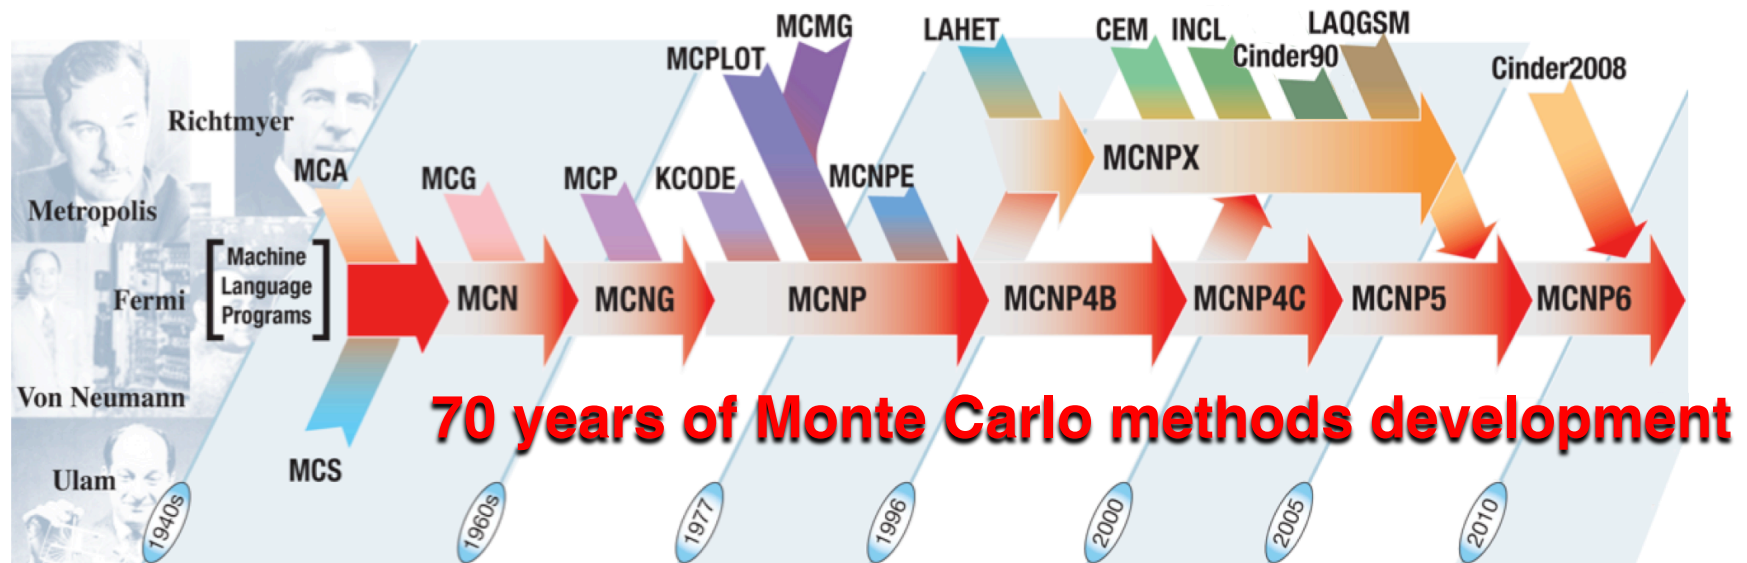 MCMG
LAHET
CEM
INCL
LAQGSM
MCPLOT
Cinder90
Cinder2008
Richtmyer
MCA
MCG
MCP
KCODE
MCNPE
MCNPX
Metropolis
Machine
Language
Programs
Fermi
MCN
MCNG
MCNP
MCNP4B
MCNP4C
MCNP5
MCNP6
Von Neumann
70 years of Monte Carlo methods development
MCS
Ulam
1940s
1960s
1977
1996
2000
2005
2010